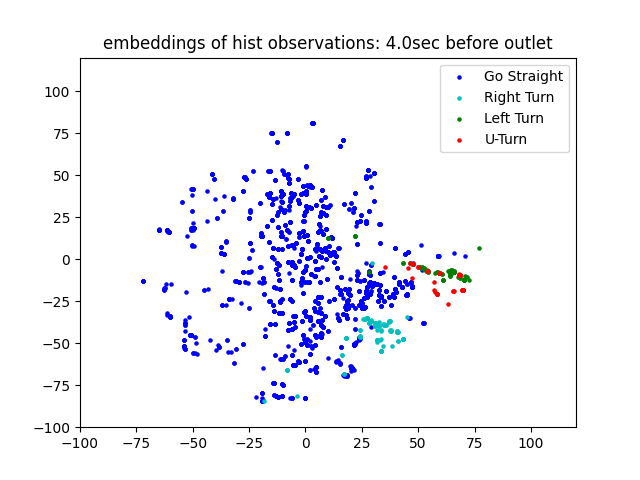 embeddings of hist observations: 4.0sec before outlet
Go Straight
Right Turn
Left Turn
U-Turn
100
75
50
25
0
−25
−50
−75
−100
−100 −75 −50 −25 0 25 50 75 100